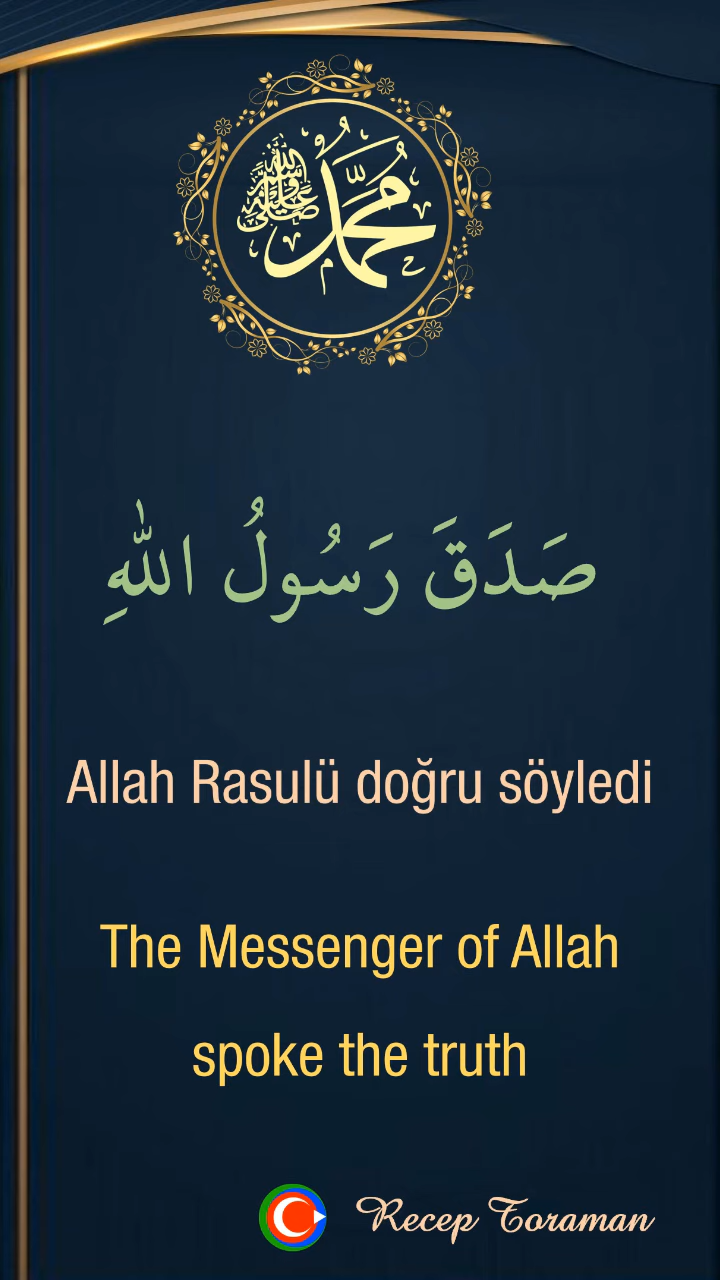 محمد
صلى الله عليه وسلم
صَدَقَ رَسُولُ اللهِ
Allah Rasulü doğru söyledi
The Messenger of Allah
spoke the truth
Recep Toraman